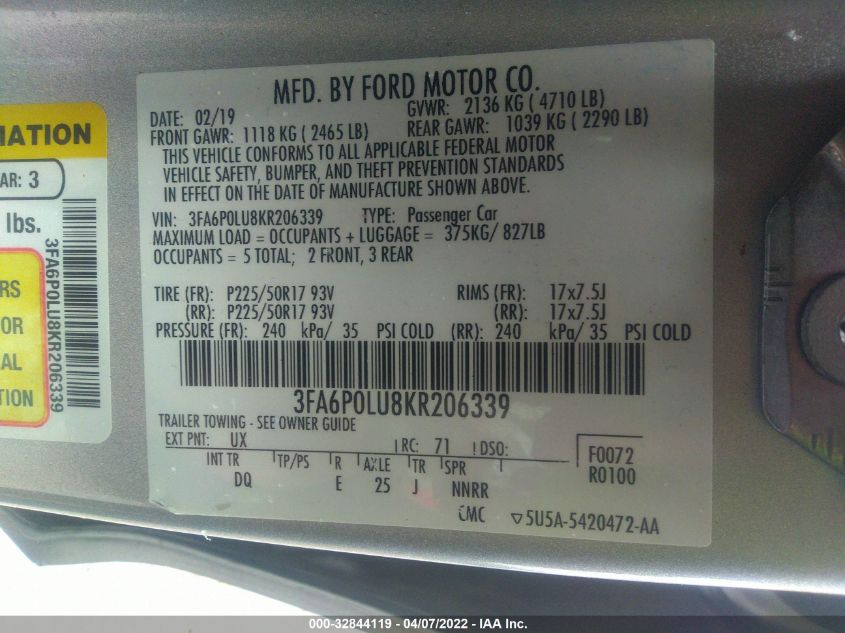 MFD. BY FORD MOTOR CO.
DATE: 02/19 GVWR: 2136 KG ( 4710 LB)
FRONT GAWR: 1118 KG ( 2465 LB) REAR GAWR: 1039 KG ( 2290 LB)
THIS VEHICLE CONFORMS TO ALL APPLICABLE FEDERAL MOTOR
VEHICLE SAFETY, BUMPER, AND THEFT PREVENTION STANDARDS
IN EFFECT ON THE DATE OF MANUFACTURE SHOWN ABOVE.
VIN: 3FA6P0LU8KR206339 TYPE: Passenger Car
MAXIMUM LOAD = OCCUPANTS + LUGGAGE = 375KG/ 827LB
OCCUPANTS = 5 TOTAL; 2 FRONT, 3 REAR
TIRE (FR): P225/50R17 93V RIMS (FR): 17x7.5J
(RR): P225/50R17 93V (RR): 17x7.5J
PRESSURE (FR): 240 kPa/ 35 PSI COLD (RR): 240 kPa/ 35 PSI COLD
3FA6P0LU8KR206339
TRAILER TOWING - SEE OWNER GUIDE
EXT PNT: UX RC: 71 DSO: F0072
INT TR TP/PS R AXLE TR SPR R0100
DQ E 25 J NNRR
CMC 5U5A-5420472-AA
MATION
AR: 3
lbs.
3FA6P0LU8KR206339
RS
OR
AL
ION
000-32844119 - 04/07/2022 - IAA Inc.